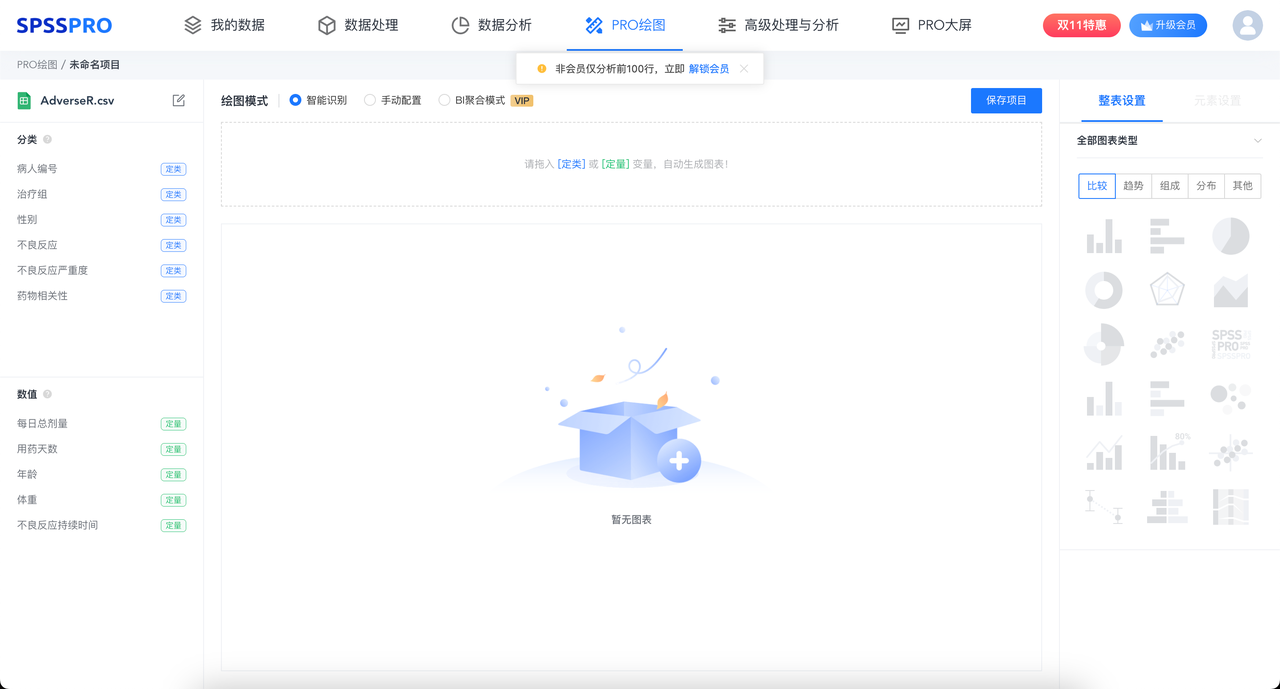 SPSSPRO
我的数据
数据处理
数据分析
PRO绘图
高级处理与分析
PRO大屏
双11特惠
升级会员
PRO绘图 / 未命名项目
非会员仅分析前100行，立即 解锁会员
AdverseR.csv
绘图模式
智能识别
手动配置
BI聚合模式 VIP
保存项目
整表设置
元素设置
分类
病人编号 定类
治疗组 定类
性别 定类
不良反应 定类
不良反应严重度 定类
药物相关性 定类
数值
每日总剂量 定量
用药天数 定量
年龄 定量
体重 定量
不良反应持续时间 定量
请拖入 [定类] 或 [定量] 变量，自动生成图表！
暂无图表
全部图表类型
比较
趋势
组成
分布
其他
SPSS
PRO
SPSSPRO
80%